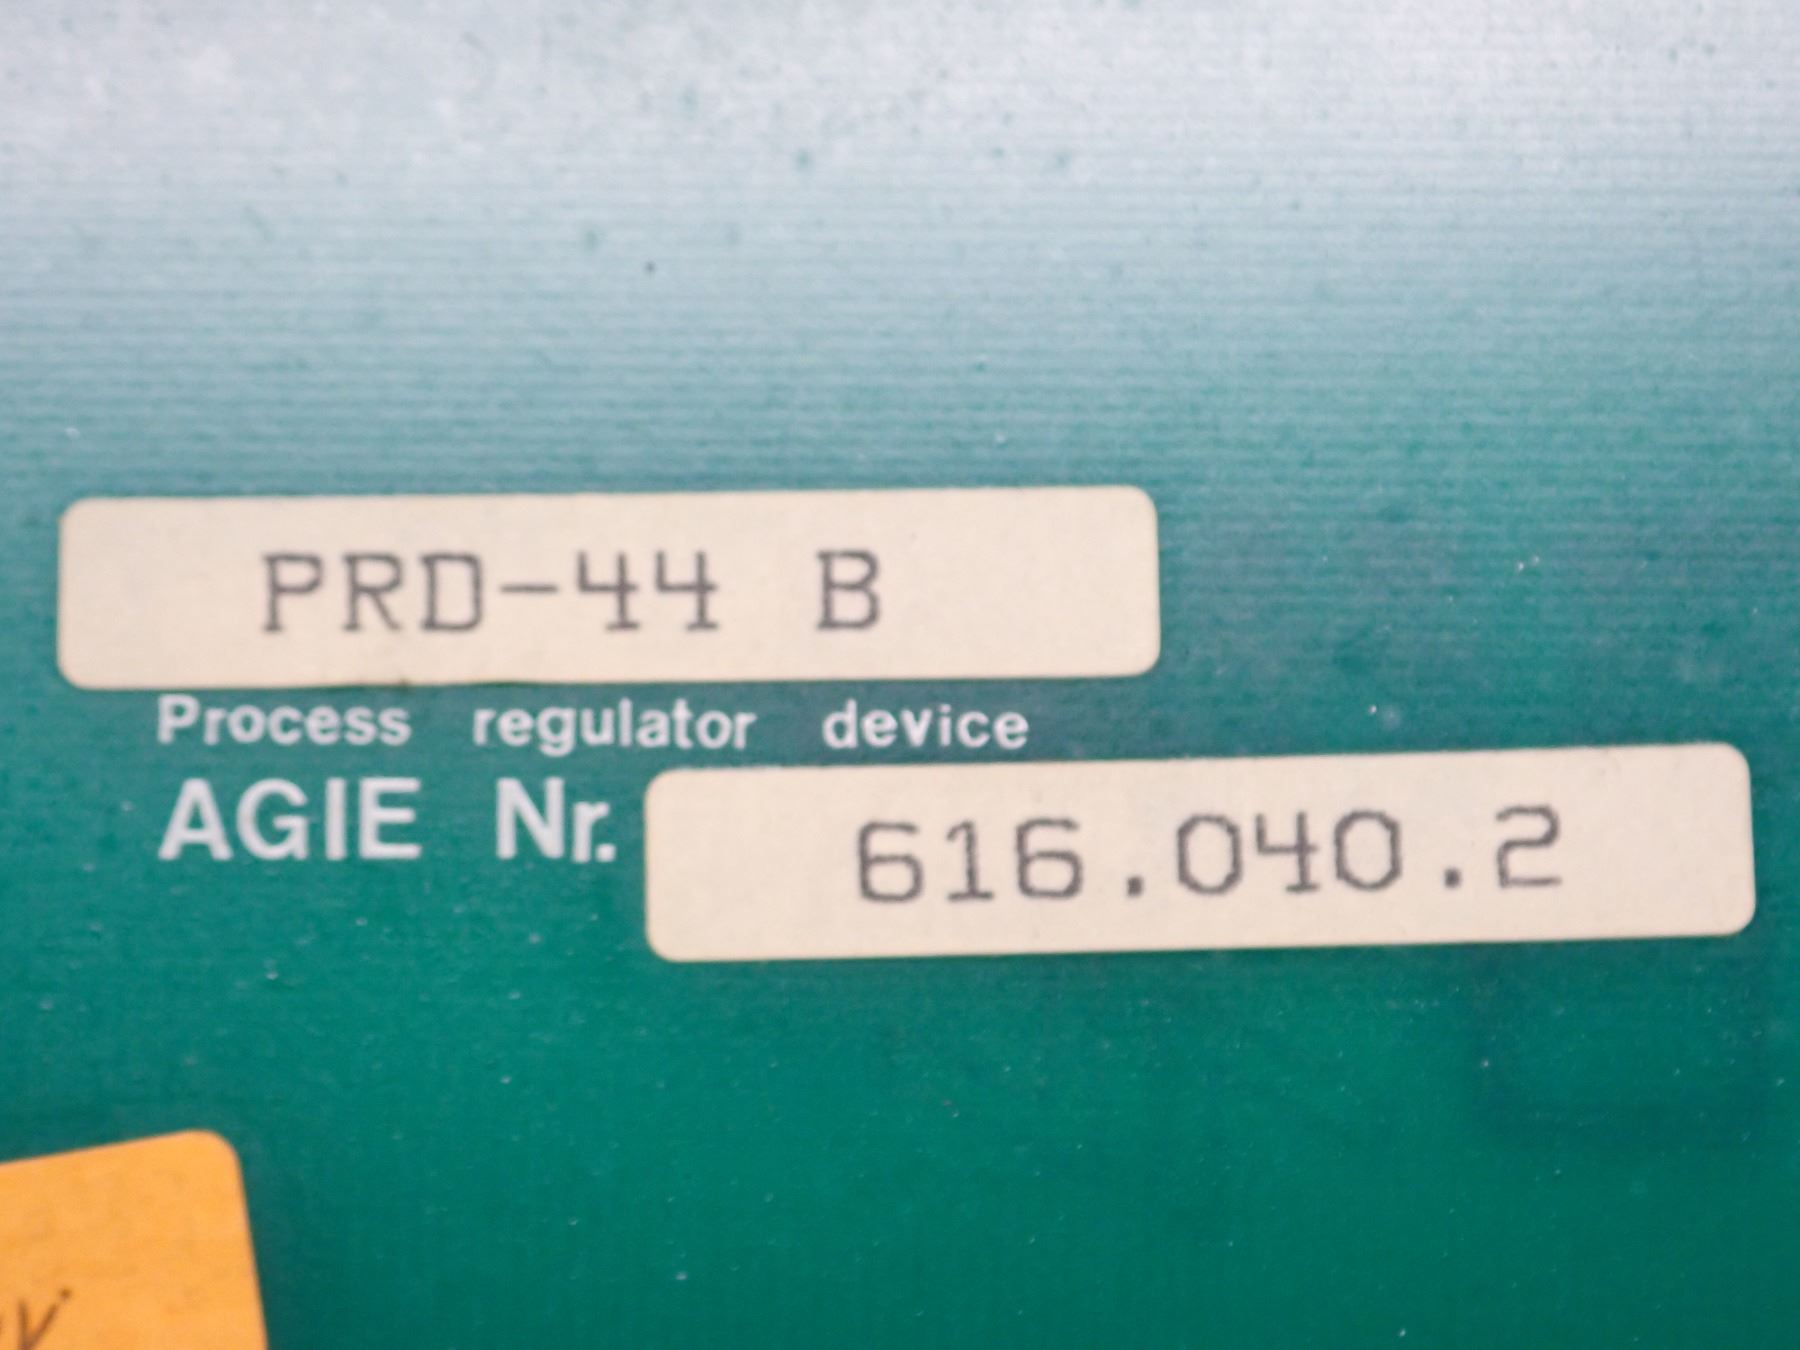 PRD-44 B
Process regulator device
AGIE Nr. 616.040.2